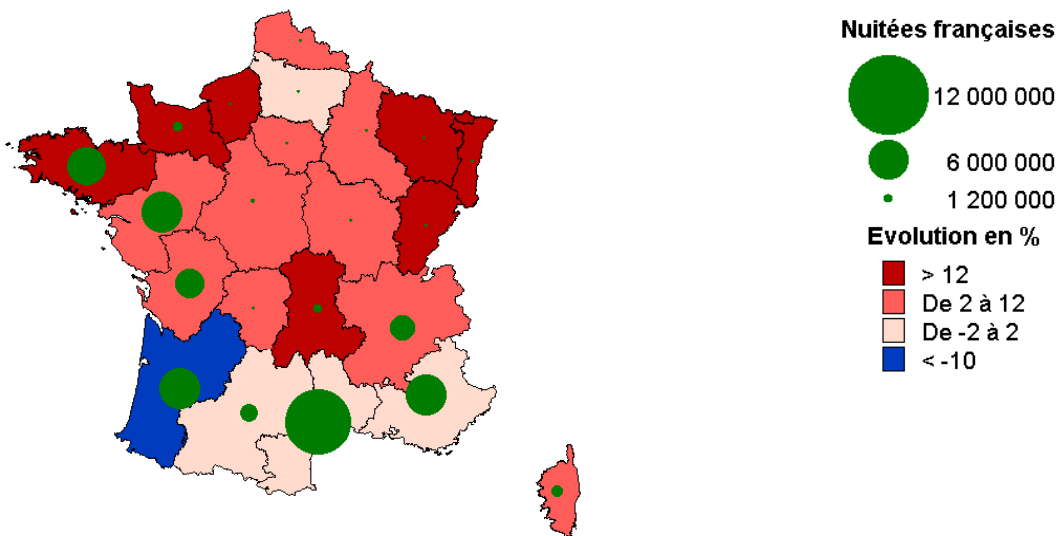 Nuitées françaises
12 000 000
6 000 000
1 200 000
Evolution en %
> 12
De 2 à 12
De -2 à 2
< -10